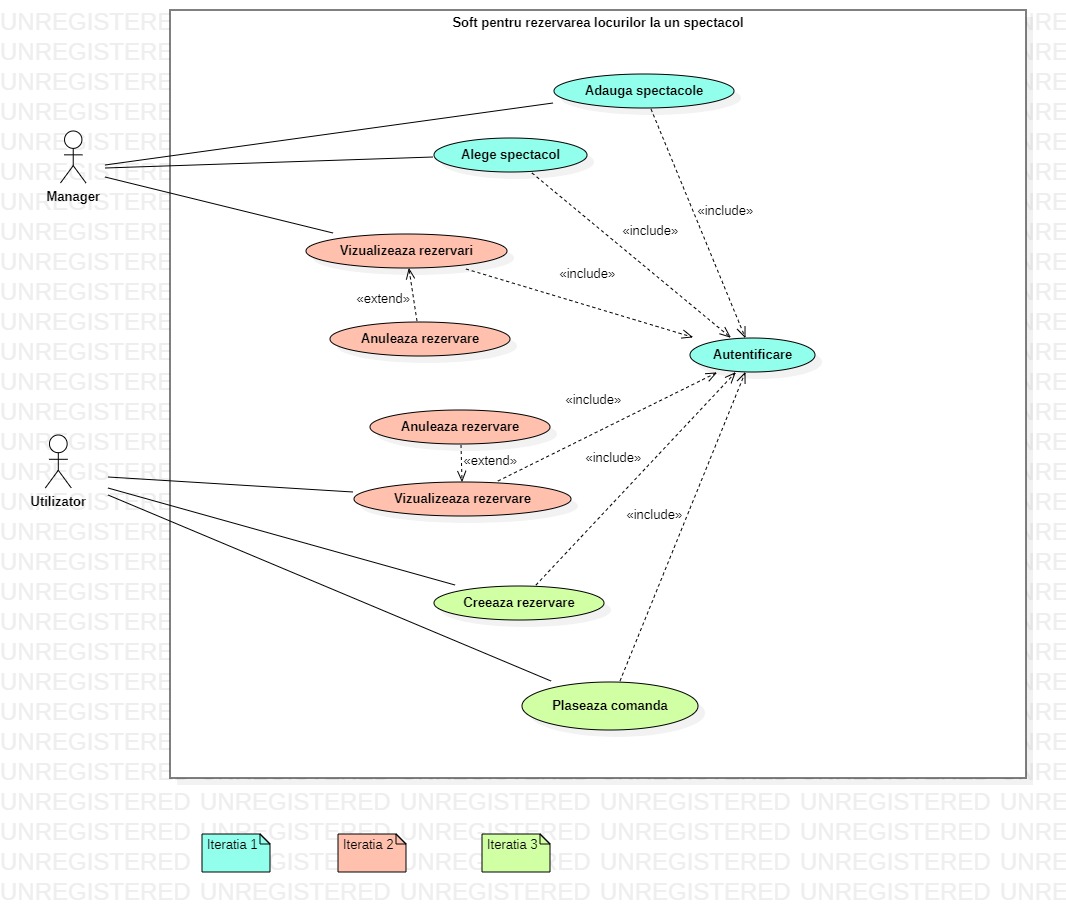 Soft pentru rezervarea locurilor la un spectacol
Adauga spectacole
Alege spectacol
Manager
«include»
«include»
Vizualizeaza rezervari
«include»
«extend»
Anuleaza rezervare
Autentificare
«include»
Anuleaza rezervare
«include»
«extend»
Vizualizeaza rezervare
Utilizator
«include»
Creeaza rezervare
Plaseaza comanda
Iteratia 1
Iteratia 2
Iteratia 3
UNREGISTERED UNREGISTERED UNREGISTERED UNREGISTERED UNREGISTERED UNRE